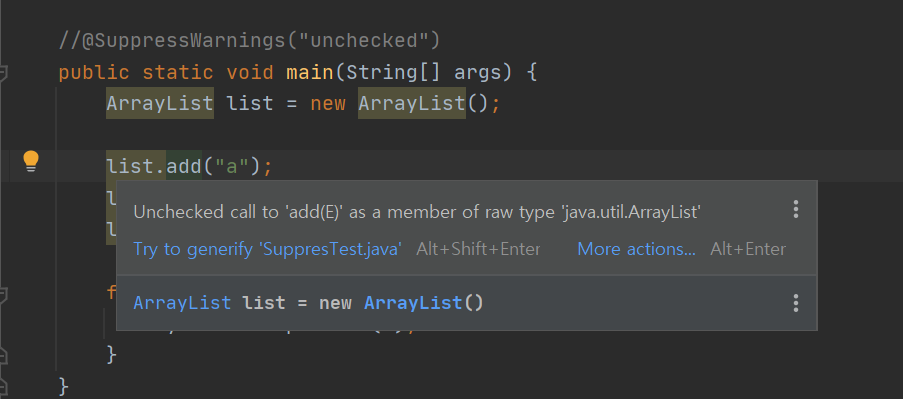 //@SuppressWarnings("unchecked")
public static void main(String[] args) {
ArrayList list = new ArrayList();
list.add("a");
l
Unchecked call to 'add(E)' as a member of raw type 'java.util.ArrayList'
l
Try to generify 'SuppresTest.java' Alt+Shift+Enter More actions... Alt+Enter
f
ArrayList list = new ArrayList()
}
}